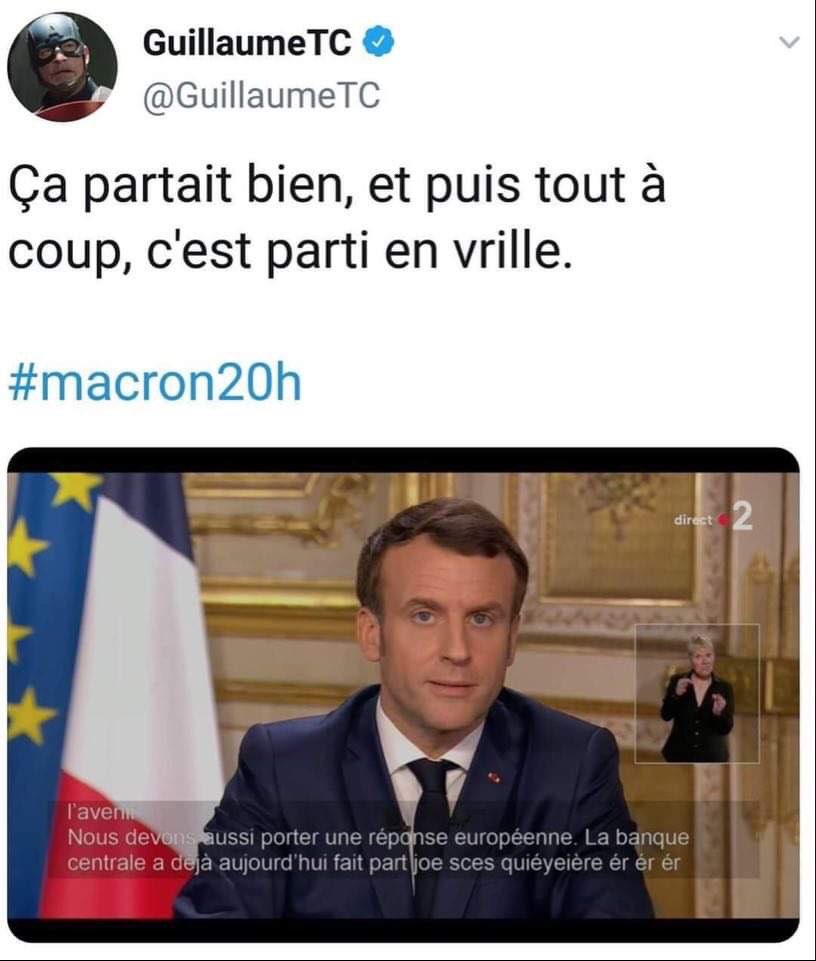 GuillaumeTC
@GuillaumeTC
Ça partait bien, et puis tout à
coup, c'est parti en vrille.
#macron20h
direct 2
l'aveni
Nous devons aussi porter une réponse européenne. La banque
centrale a déjà aujourd'hui fait part joe sces quiéyeière ér ér ér